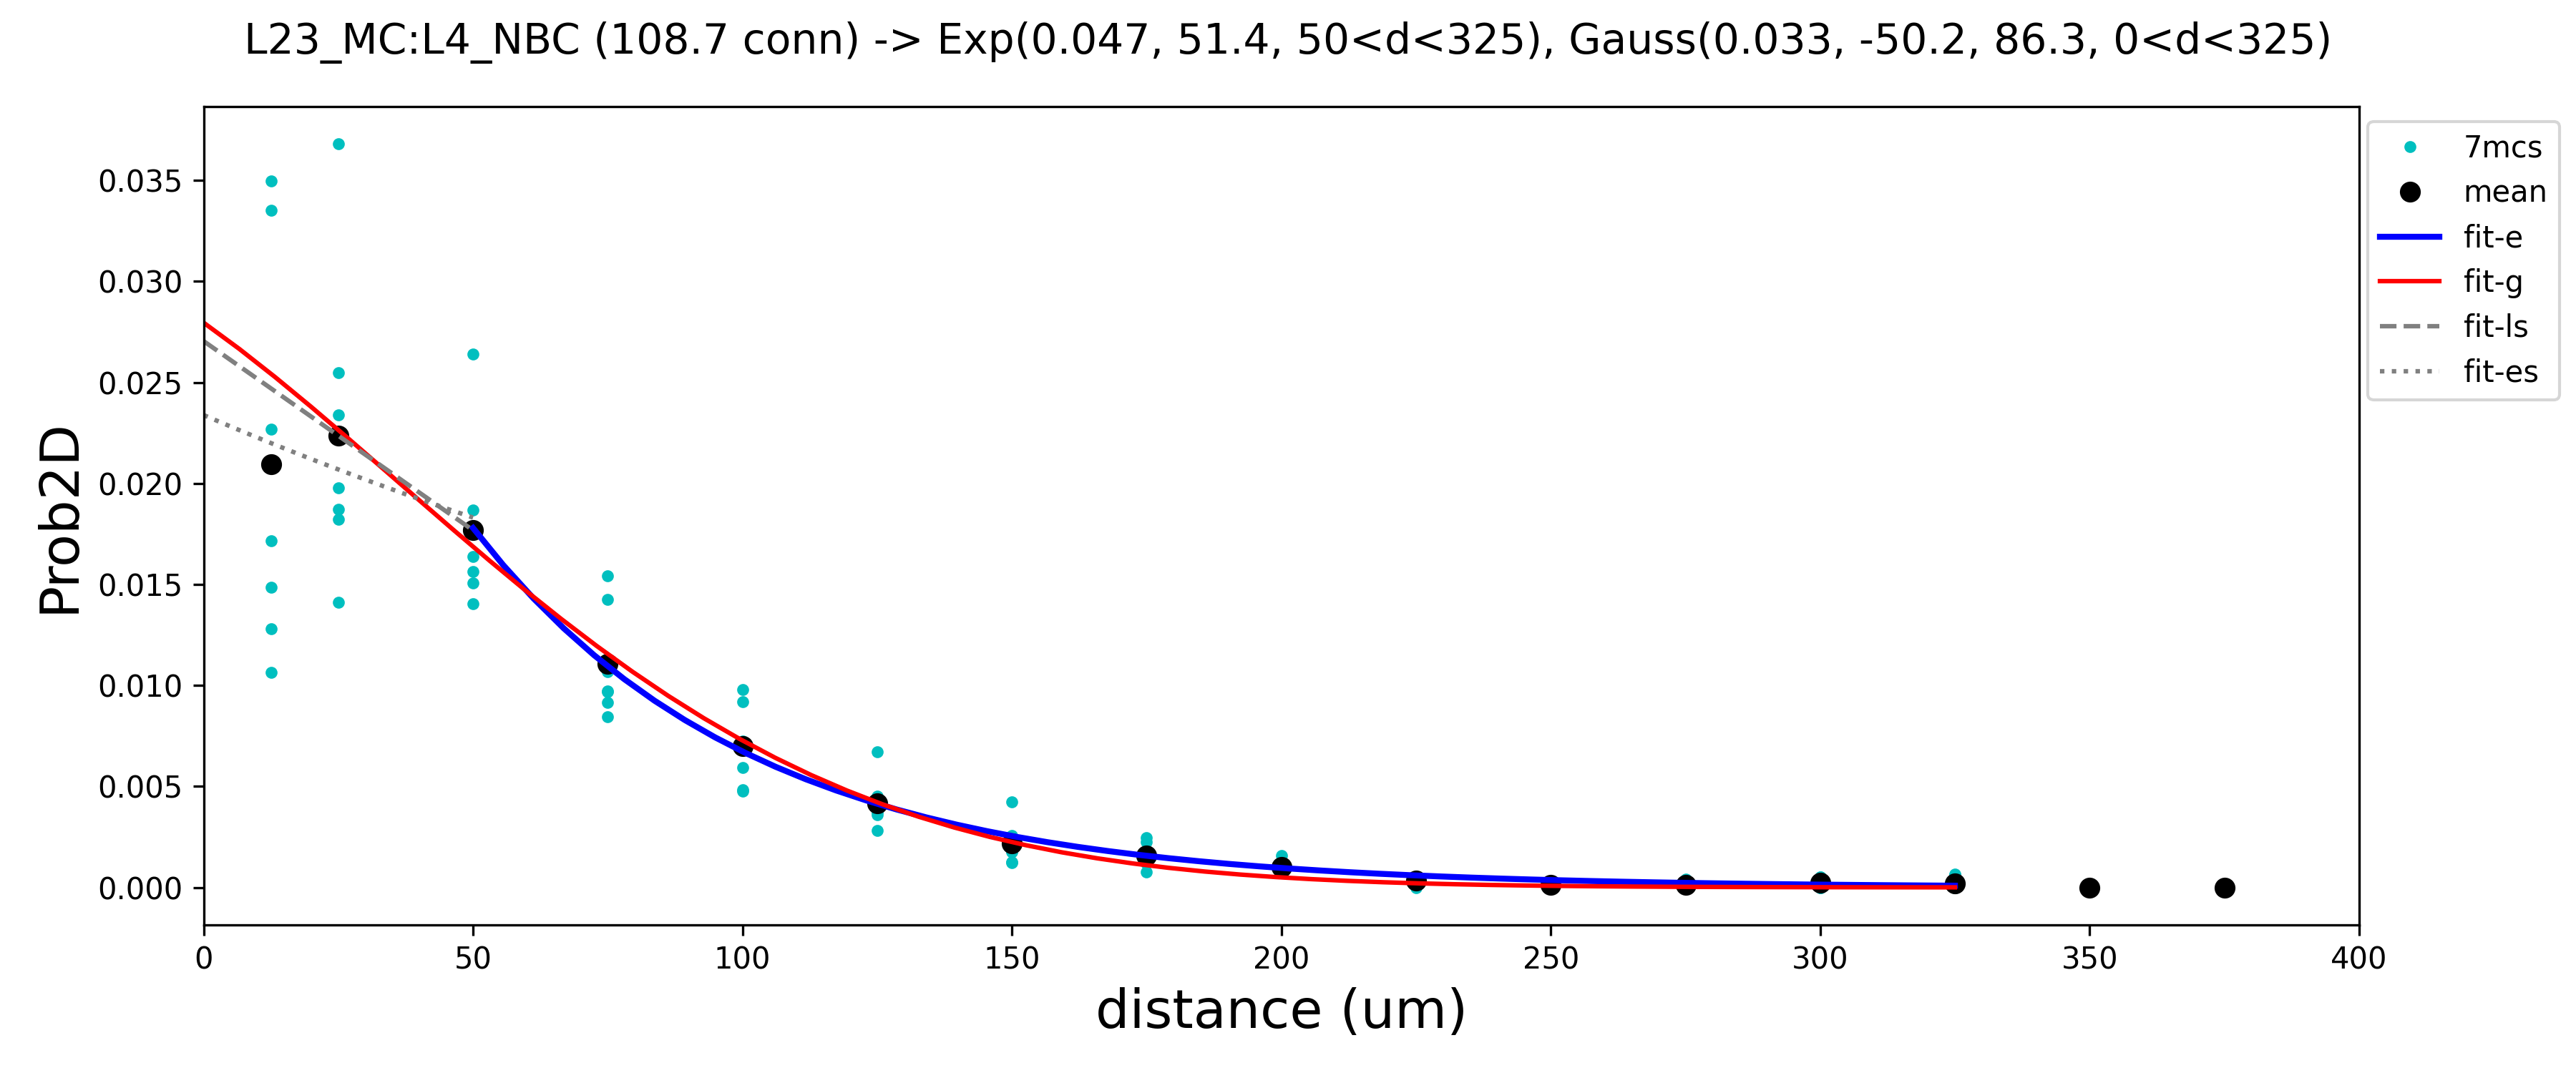 L23_MC:L4_NBC (108.7 conn) -> Exp(0.047, 51.4, 50<d<325), Gauss(0.033, -50.2, 86.3, 0<d<325)
7mcs
mean
fit-e
fit-g
fit-ls
fit-es
Prob2D
0.035
0.030
0.025
0.020
0.015
0.010
0.005
0.000
0 50 100 150 200 250 300 350 400
distance (um)